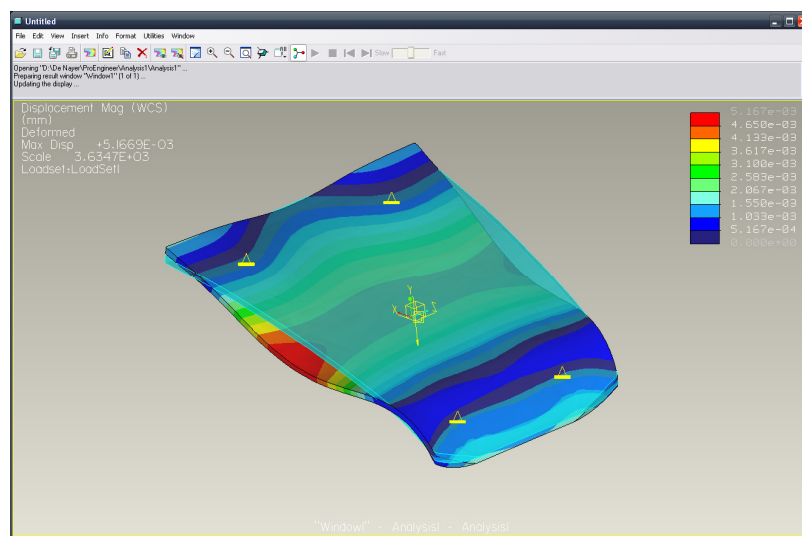 Untitled
File Edit View Insert Info Format Utilities Window
Slow Fast
Opening "D:\De Nayer\ProEngineer\Analysis1\Analysis1" ...
Preparing result window "Window1" (1 of 1) ...
Updating the display ...
Displacement Mag (WCS)
(mm)
Deformed
Max Disp +5.1669E-03
Scale 3.6347E+03
Loadset:LoadSet1
5.167e-03
4.650e-03
4.133e-03
3.617e-03
3.100e-03
2.583e-03
2.067e-03
1.550e-03
1.033e-03
5.167e-04
0.000e+00
Y
X
Z
"Window1" - Analysis1 - Analysis1